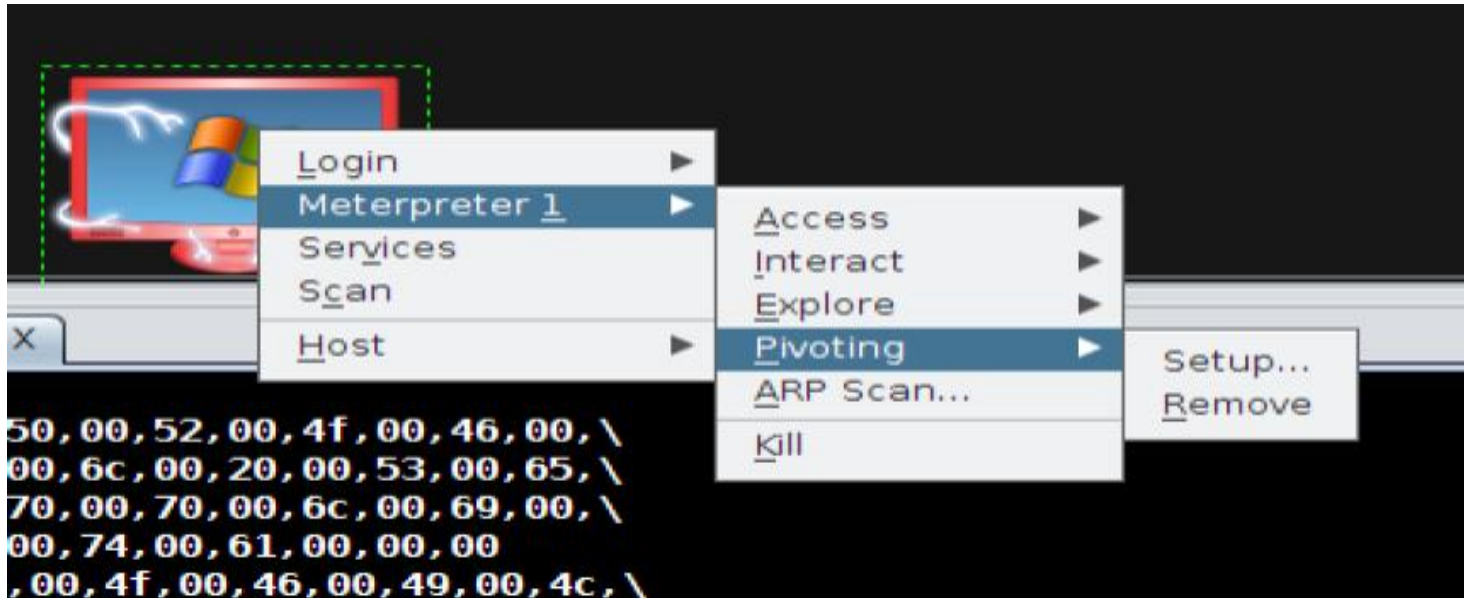 Login
Meterpreter 1
Services
Scan
Host
Access
Interact
Explore
Pivoting
ARP Scan...
Kill
Setup...
Remove
X
50,00,52,00,4f,00,46,00,\
00,6c,00,20,00,53,00,65,\
70,00,70,00,6c,00,69,00,\
00,74,00,61,00,00,00
,00,4f,00,46,00,49,00,4c,\